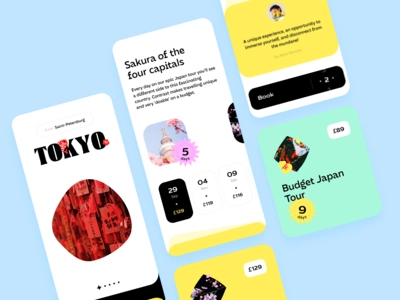 from Saint-Petersburg
TOKYO
Sakura of the
four capitals
Every day on our epic Japan tour you'll see
a different side to this fascinating
country. Contrast makes travelling unique
and very 'doable' on a budget.
5
days
29
Sep
£129
04
Nov
£119
09
£116
A unique experience, an opportunity to
immerse yourself, and disconnect from
the mundane!
Book
2
£89
Budget Japan
Tour
9
days
£129